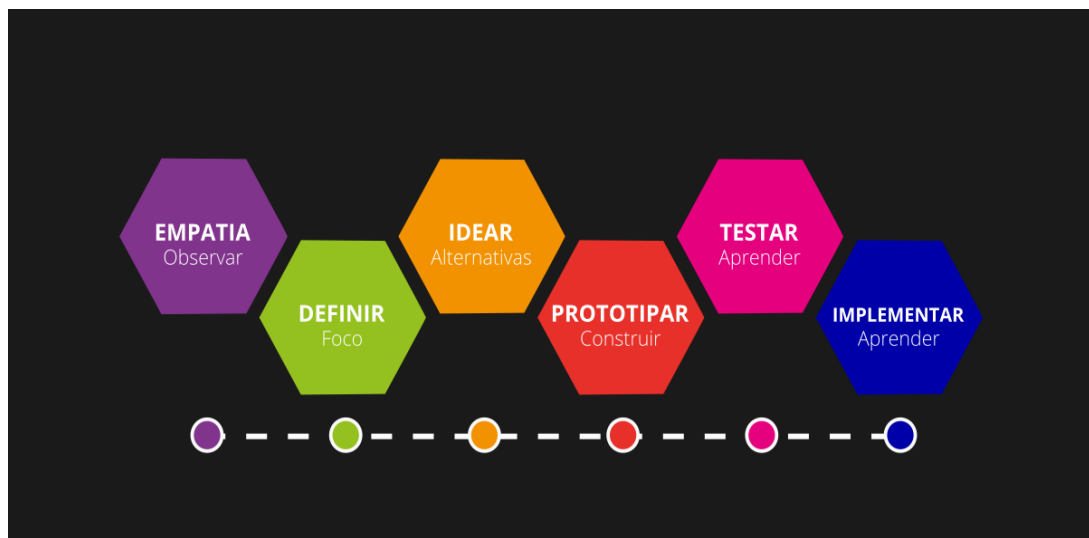 EMPATIA
Observar
DEFINIR
Foco
IDEAR
Alternativas
PROTOTIPAR
Construir
TESTAR
Aprender
IMPLEMENTAR
Aprender